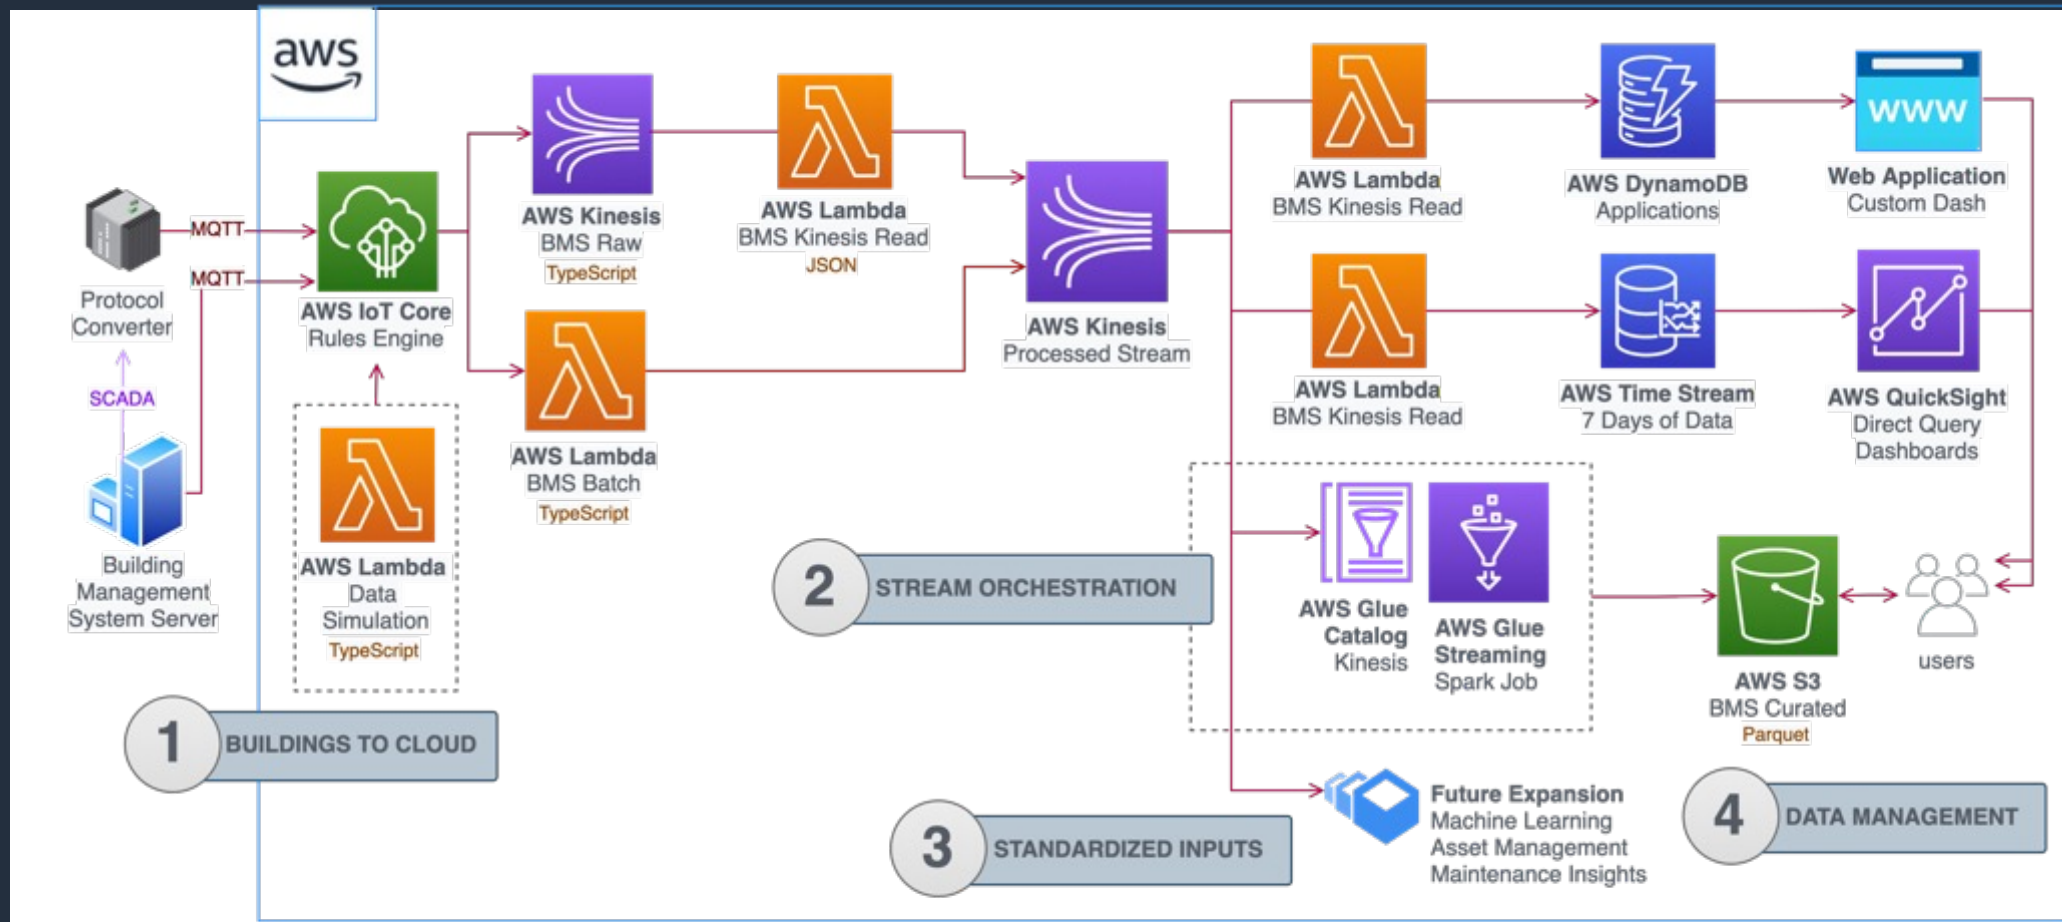 aws
MQTT
MQTT
Protocol
Converter
SCADA
Building
Management
System Server
AWS IoT Core
Rules Engine
AWS Lambda
Data
Simulation
TypeScript
1
BUILDINGS TO CLOUD
AWS Kinesis
BMS Raw
TypeScript
AWS Lambda
BMS Kinesis Read
JSON
AWS Lambda
BMS Batch
TypeScript
AWS Kinesis
Processed Stream
2
STREAM ORCHESTRATION
AWS Lambda
BMS Kinesis Read
AWS DynamoDB
Applications
www
Web Application
Custom Dash
AWS Lambda
BMS Kinesis Read
AWS Time Stream
7 Days of Data
AWS QuickSight
Direct Query
Dashboards
AWS Glue
Catalog
Kinesis
AWS Glue
Streaming
Spark Job
AWS S3
BMS Curated
Parquet
users
3
STANDARDIZED INPUTS
Future Expansion
Machine Learning
Asset Management
Maintenance Insights
4
DATA MANAGEMENT